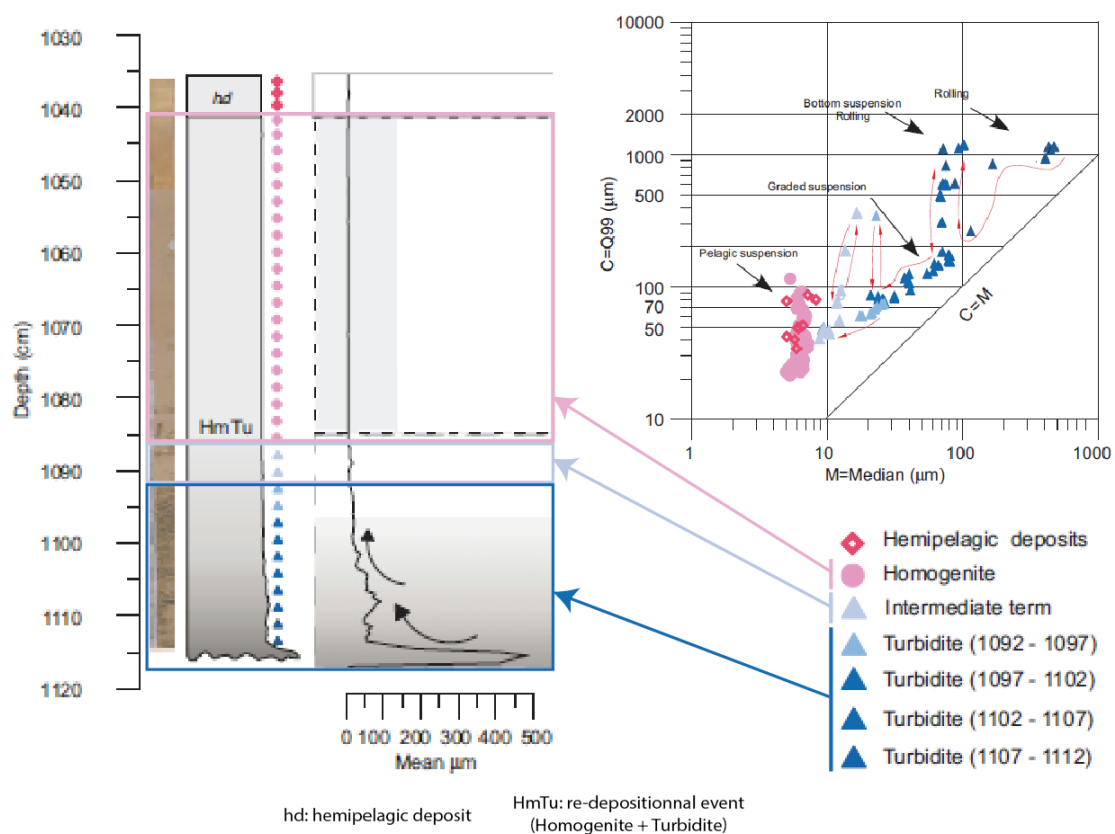 1030
1040
1050
1060
1070
1080
1090
1100
1110
1120
Depth (cm)
hd
HmTu
0 100 200 300 400 500
Mean µm
10000
2000
1000
500
100
70
50
10
C=Q99 (µm)
1 10 100 1000 1000
M=Median (µm)
Rolling
Bottom suspension
Rolling
Graded suspension
Pelagic suspension
C=M
Hemipelagic deposits
Homogenite
Intermediate term
Turbidite (1092 - 1097)
Turbidite (1097 - 1102)
Turbidite (1102 - 1107)
Turbidite (1107 - 1112)
hd: hemipelagic deposit
HmTu: re-depositionnal event
(Homogenite + Turbidite)